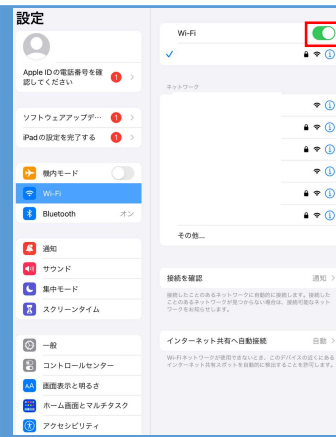 設定
Apple IDの電話番号を確
認してください
1
ソフトウェアアップデ…
1
iPadの設定を完了する
1
機内モード
Wi-Fi
Bluetooth
オン
通知
サウンド
集中モード
スクリーンタイム
一般
コントロールセンター
AA
画面表示と明るさ
ホーム画面とマルチタスク
アクセシビリティ
Wi-Fi
ネットワーク
その他...
接続を確認
通知
接続したことのあるネットワークに自動的に接続します。接続した
ことのあるネットワークが見つからない場合は、接続可能なネット
ワークをお知らせします。
インターネット共有へ自動接続
自動
Wi-Fiネットワークが使用できないとき、このデバイスの近くにある
インターネット共有スポットを自動的に検出することを許可します。